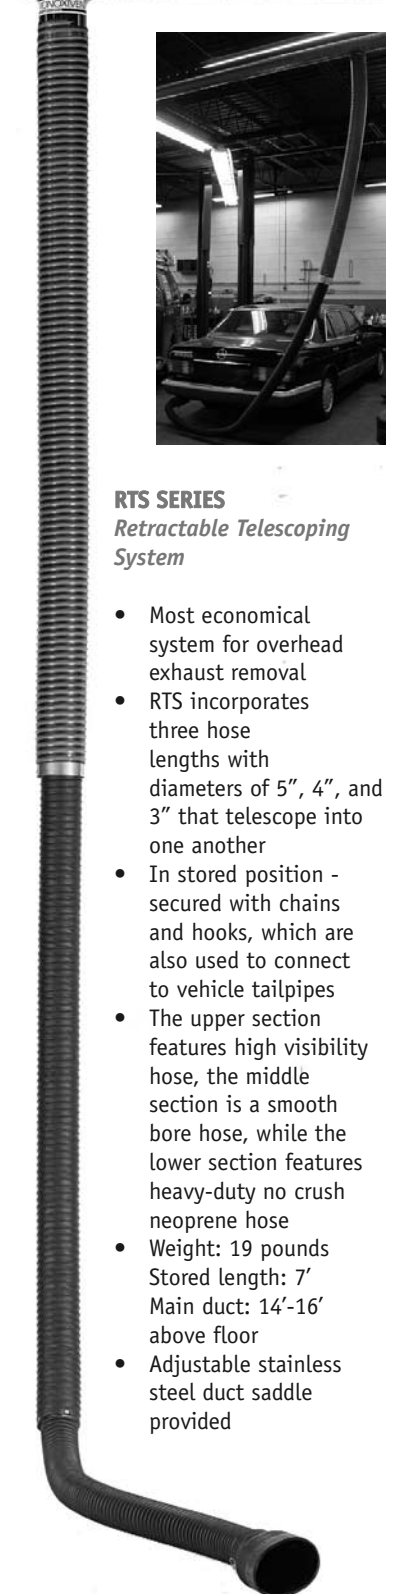 RTS SERIES
Retractable Telescoping
System
• Most economical
system for overhead
exhaust removal
• RTS incorporates
three hose
lengths with
diameters of 5”, 4”, and
3” that telescope into
one another
• In stored position -
secured with chains
and hooks, which are
also used to connect
to vehicle tailpipes
• The upper section
features high visibility
hose, the middle
section is a smooth
bore hose, while the
lower section features
heavy-duty no crush
neoprene hose
• Weight: 19 pounds
Stored length: 7’
Main duct: 14’-16’
above floor
• Adjustable stainless
steel duct saddle
provided